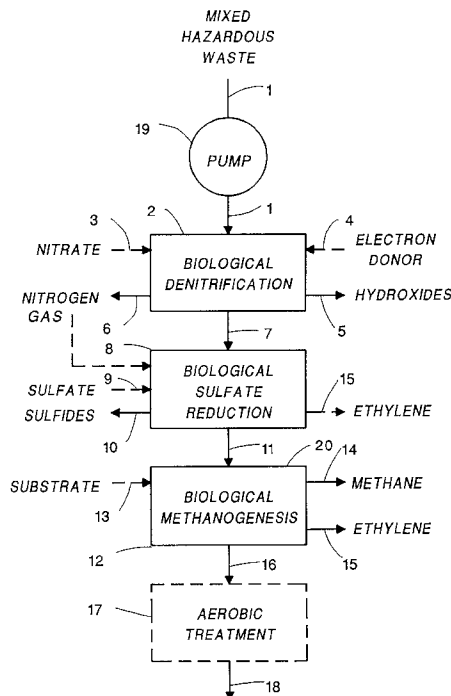 MIXED
HAZARDOUS
WASTE
1
19
PUMP
1
3
2
4
NITRATE
BIOLOGICAL
DENITRIFICATION
ELECTRON
DONOR
NITROGEN
GAS
6
7
HYDROXIDES
5
8
SULFATE
9
SULFIDES
10
BIOLOGICAL
SULFATE
REDUCTION
15
ETHYLENE
11
20
14
SUBSTRATE
13
BIOLOGICAL
METHANOGENESIS
METHANE
ETHYLENE
15
12
16
17
AEROBIC
TREATMENT
18